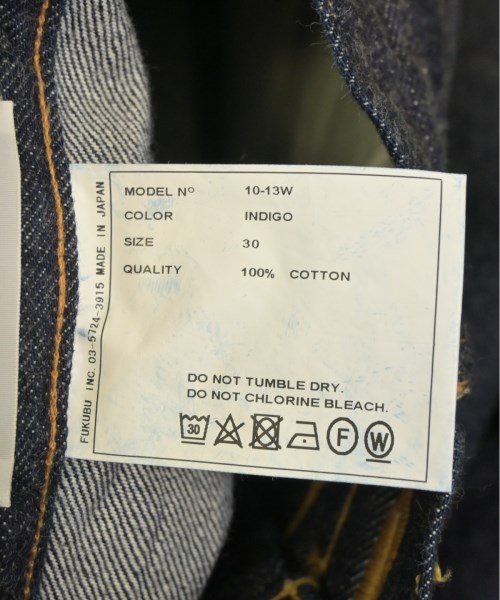 MODEL Nº 10-13W
COLOR INDIGO
SIZE 30
QUALITY 100% COTTON
DO NOT TUMBLE DRY.
DO NOT CHLORINE BLEACH.
30 F W
FUKUBU INC. 03-5724-3915 MADE IN JAPAN